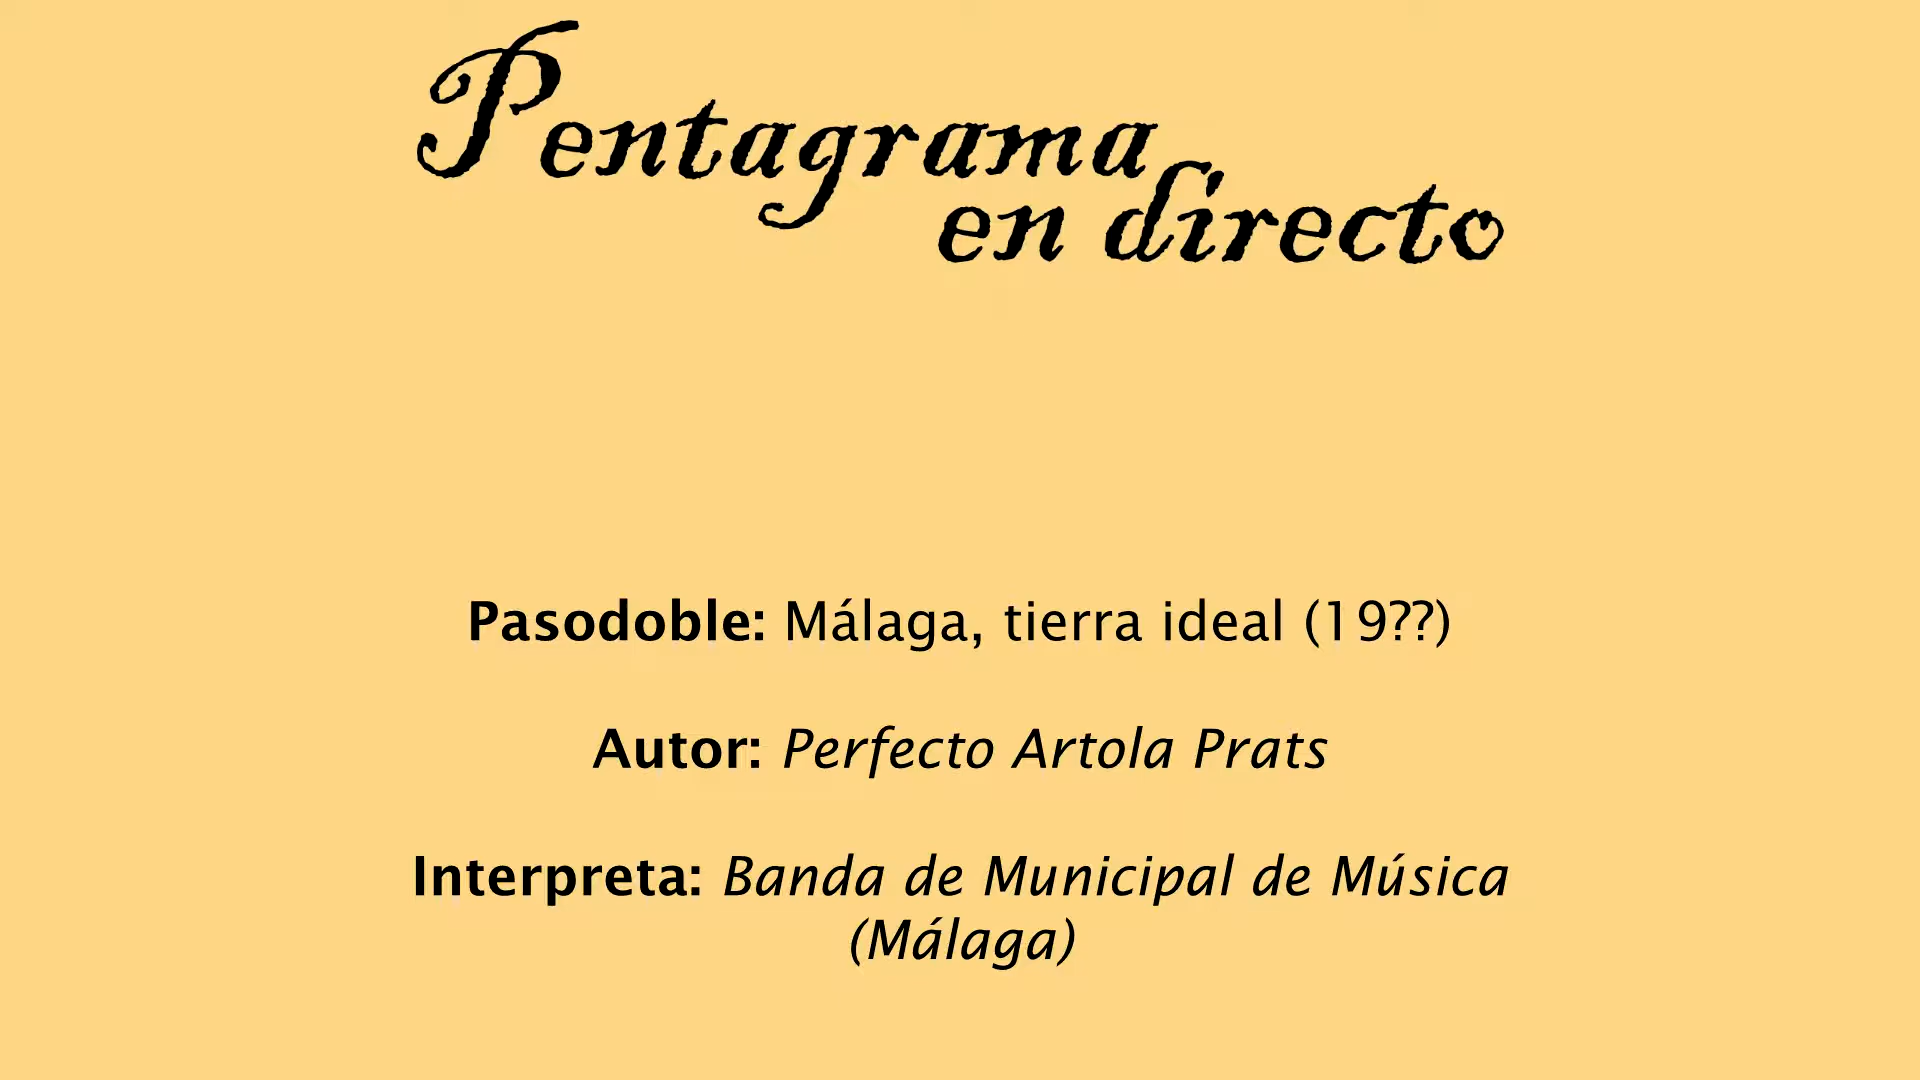 Pentagrama
en directo
Pasodoble: Málaga, tierra ideal (19??)
Autor: Perfecto Artola Prats
Interpreta: Banda de Municipal de Música
(Málaga)